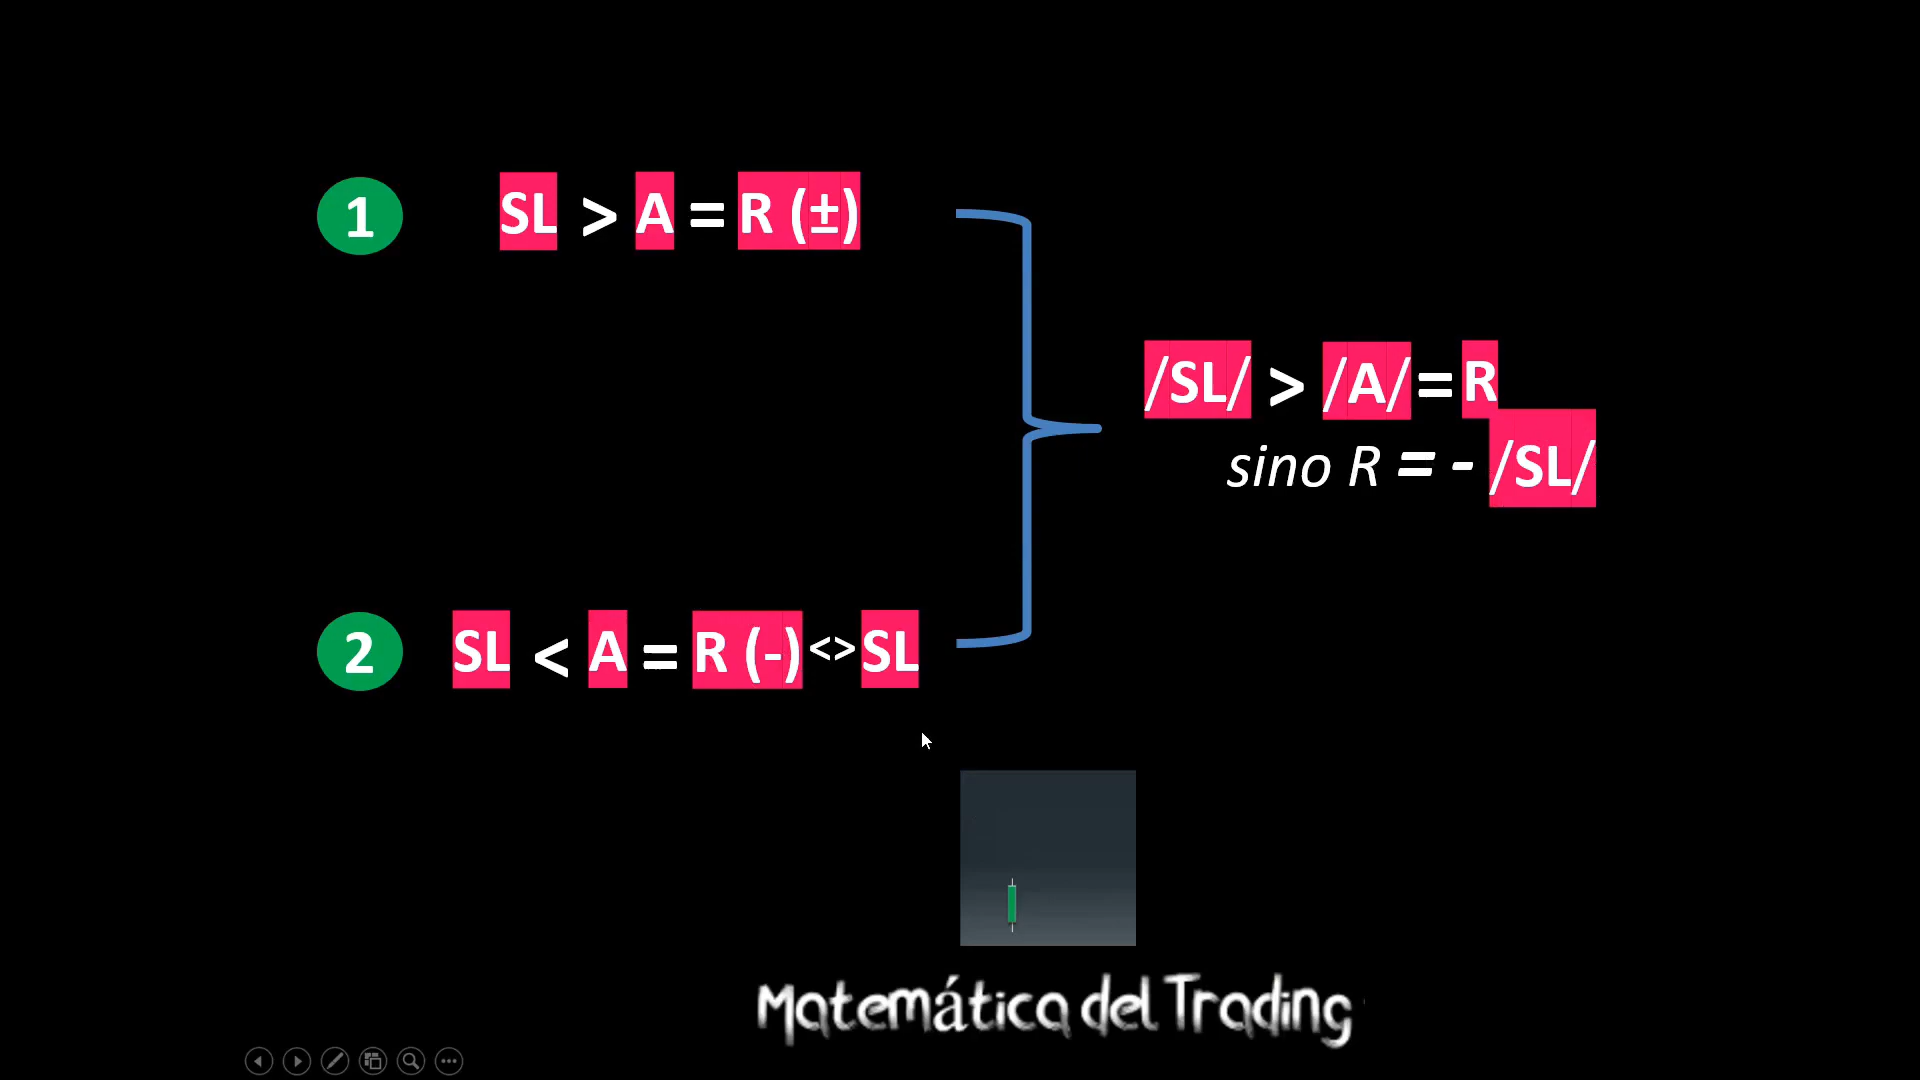 1 SL > A = R (±)
/SL/ > /A/ = R
sino R = - /SL/
2 SL < A = R (-) <> SL
Matemática del Trading